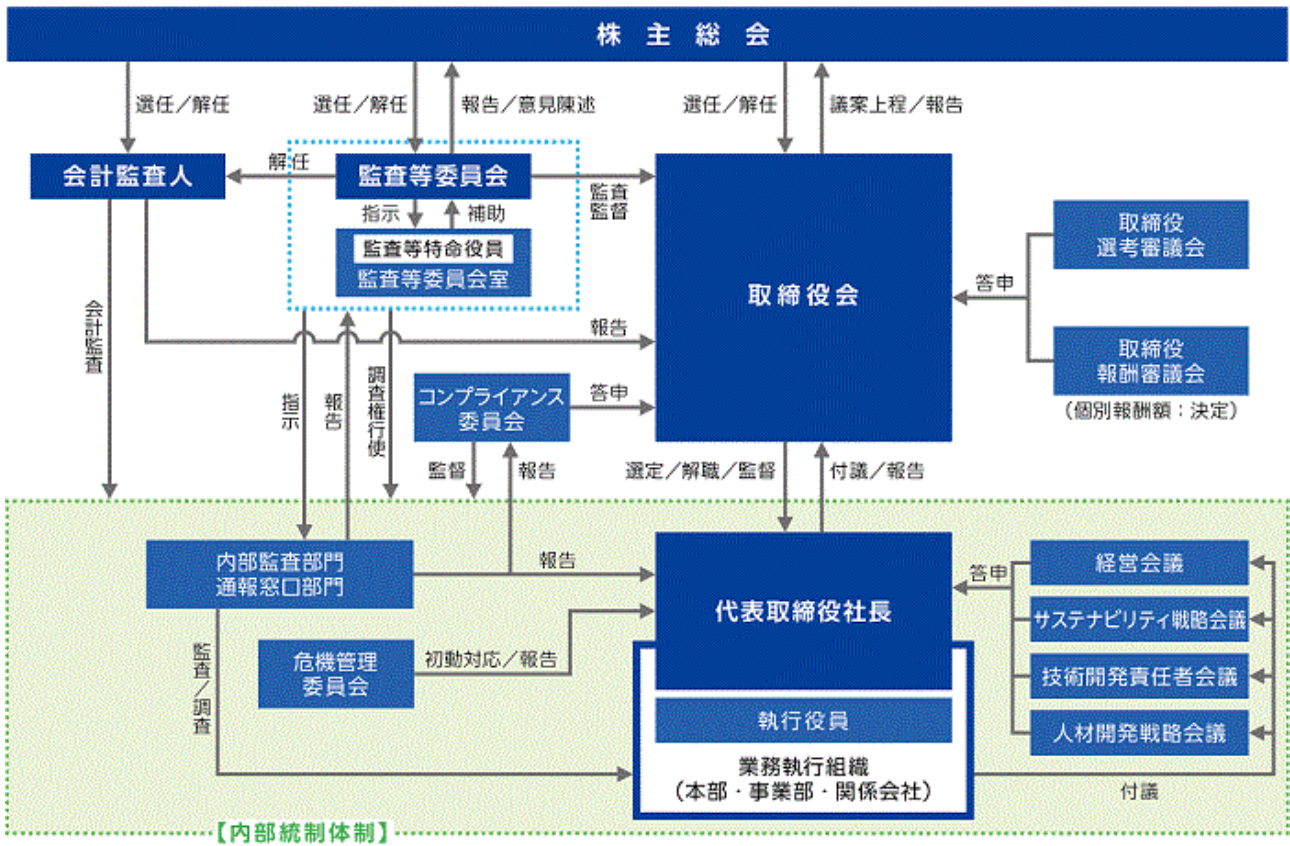 株主総会
選任／解任
選任／解任
報告／意見陳述
選任／解任
議案上程／報告
会計監査人
解任
監査等委員会
監査
監督
指示
補助
監査等特命役員
監査等委員会室
取締役会
取締役
選考審議会
答申
取締役
報酬審議会
（個別報酬額：決定）
会計監査
報告
指示
報告
調査権行使
コンプライアンス
委員会
答申
監督
報告
選定／解職／監督
付議／報告
内部監査部門
通報窓口部門
報告
代表取締役社長
答申
経営会議
サステナビリティ戦略会議
技術開発責任者会議
人材開発戦略会議
監査／調査
危機管理
委員会
初動対応／報告
執行役員
業務執行組織
（本部・事業部・関係会社）
付議
【内部統制体制】